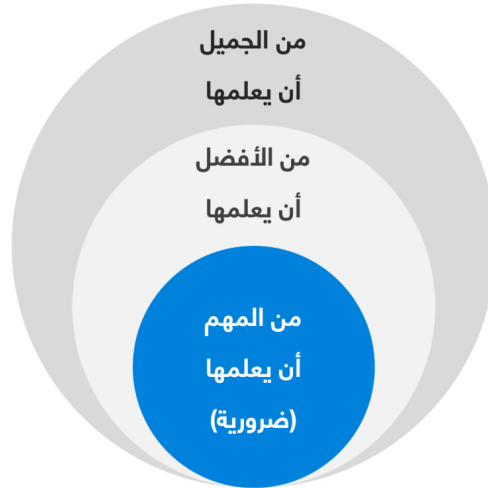 من الجميل
أن يعلمها
من الأفضل
أن يعلمها
من المهم
أن يعلمها
(ضرورية)